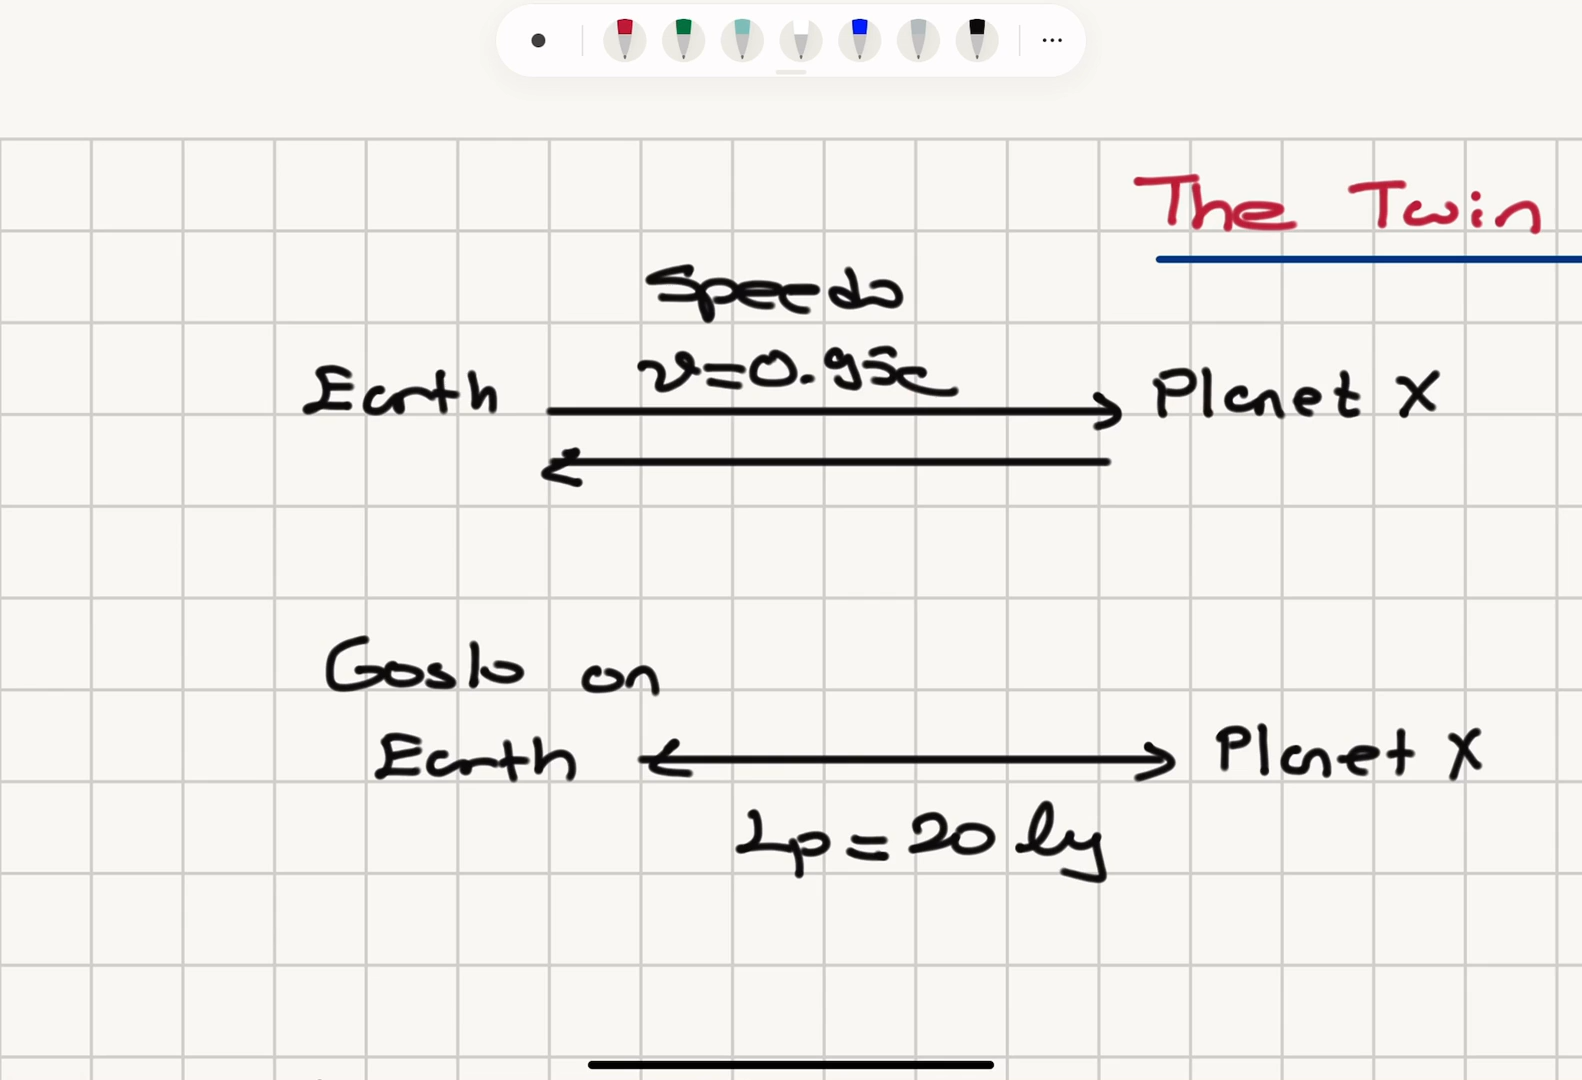 The Twin
Speedo
v=0.95c
Earth Planet X
Goslo on
Earth Planet X
Lp = 20 ly